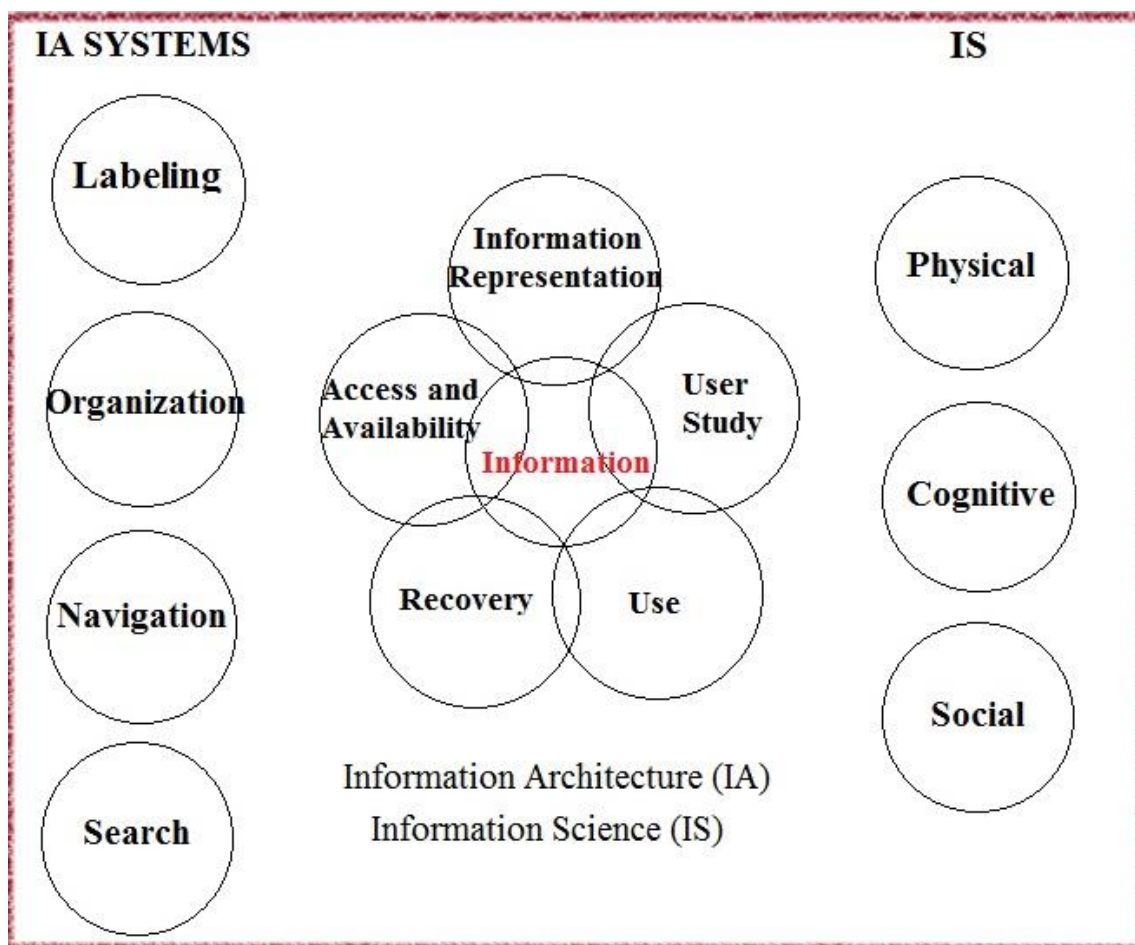 IA SYSTEMS
IS
Labeling
Organization
Navigation
Search
Information
Representation
Access and
Availability
User
Study
Information
Recovery
Use
Physical
Cognitive
Social
Information Architecture (IA)
Information Science (IS)